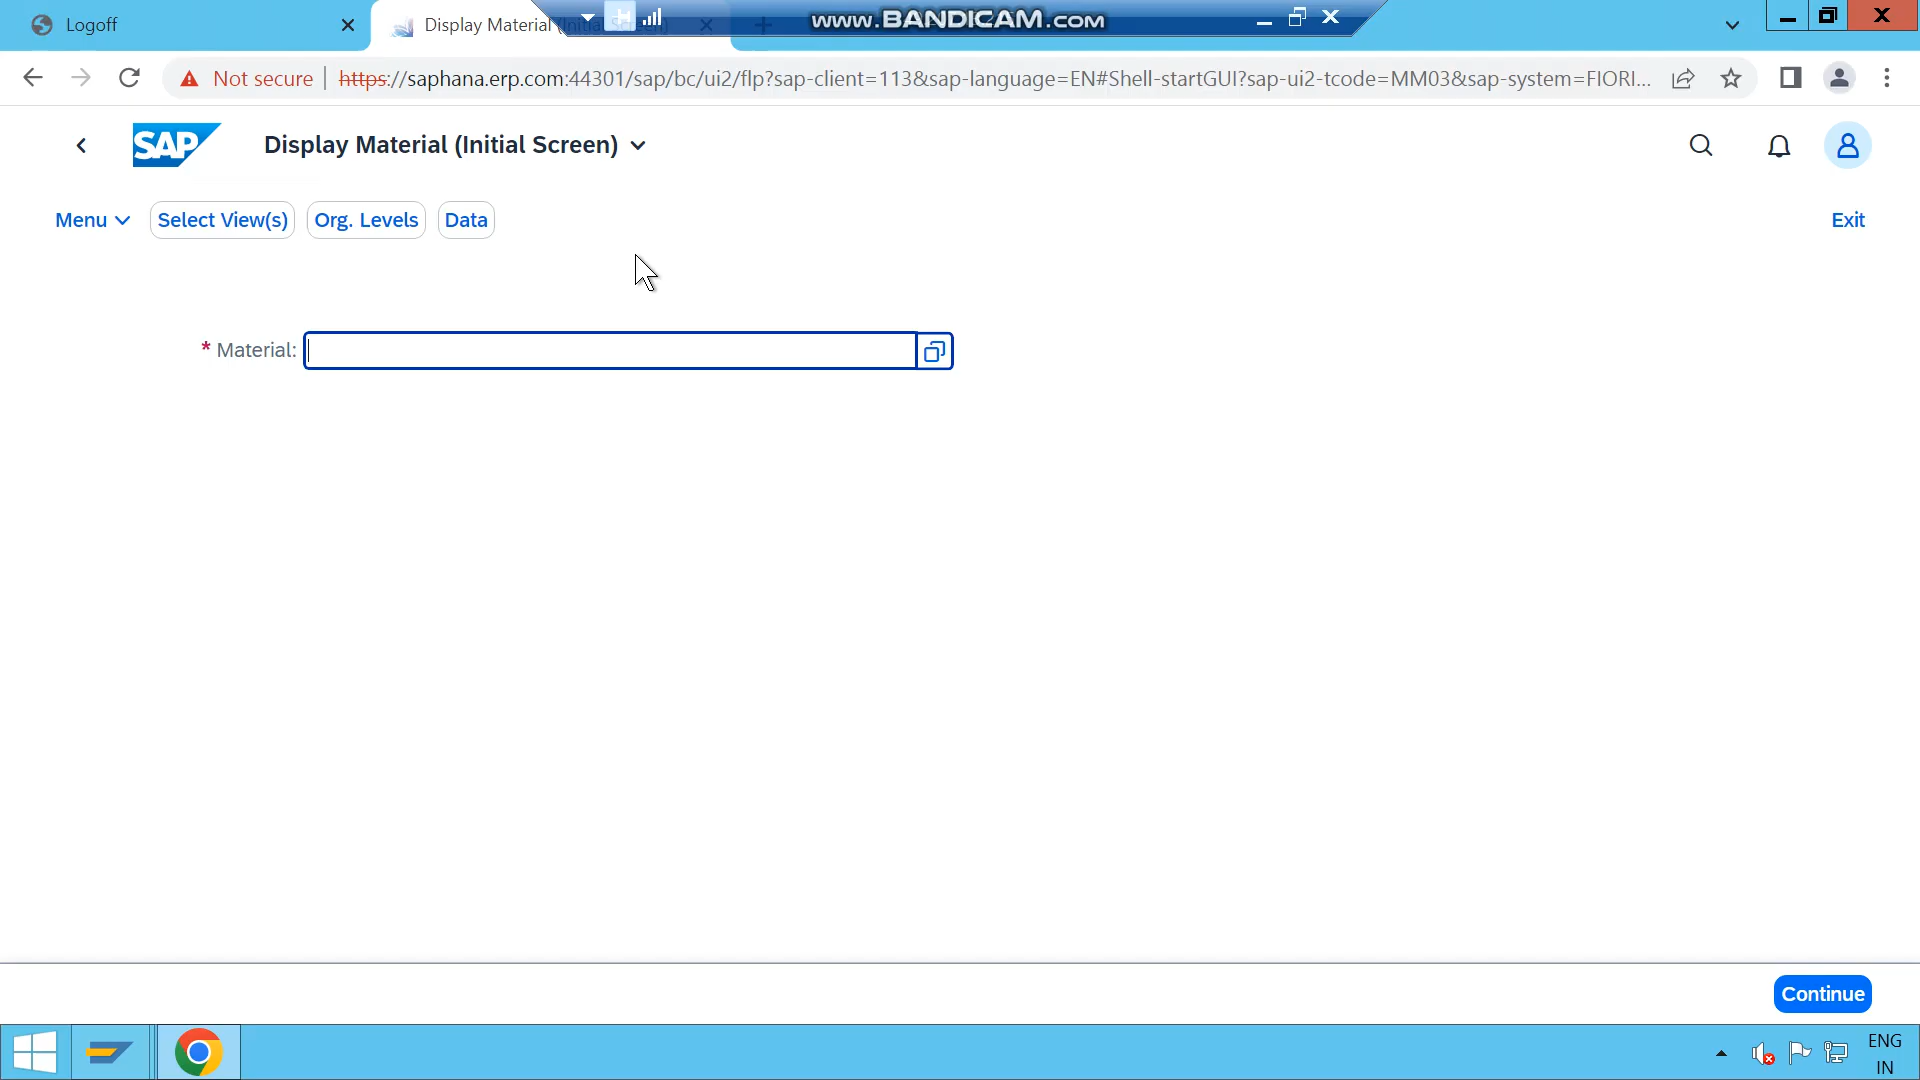 Logoff
Display Material (Initial Screen)
www.BANDICAM.com
Not secure
https://saphana.erp.com:44301/sap/bc/ui2/flp?sap-client=113&sap-language=EN#Shell-startGUI?sap-ui2-tcode=MM03&sap-system=FIORI...
SAP
Display Material (Initial Screen)
Menu
Select View(s)
Org. Levels
Data
Exit
* Material:
Continue
ENG
IN